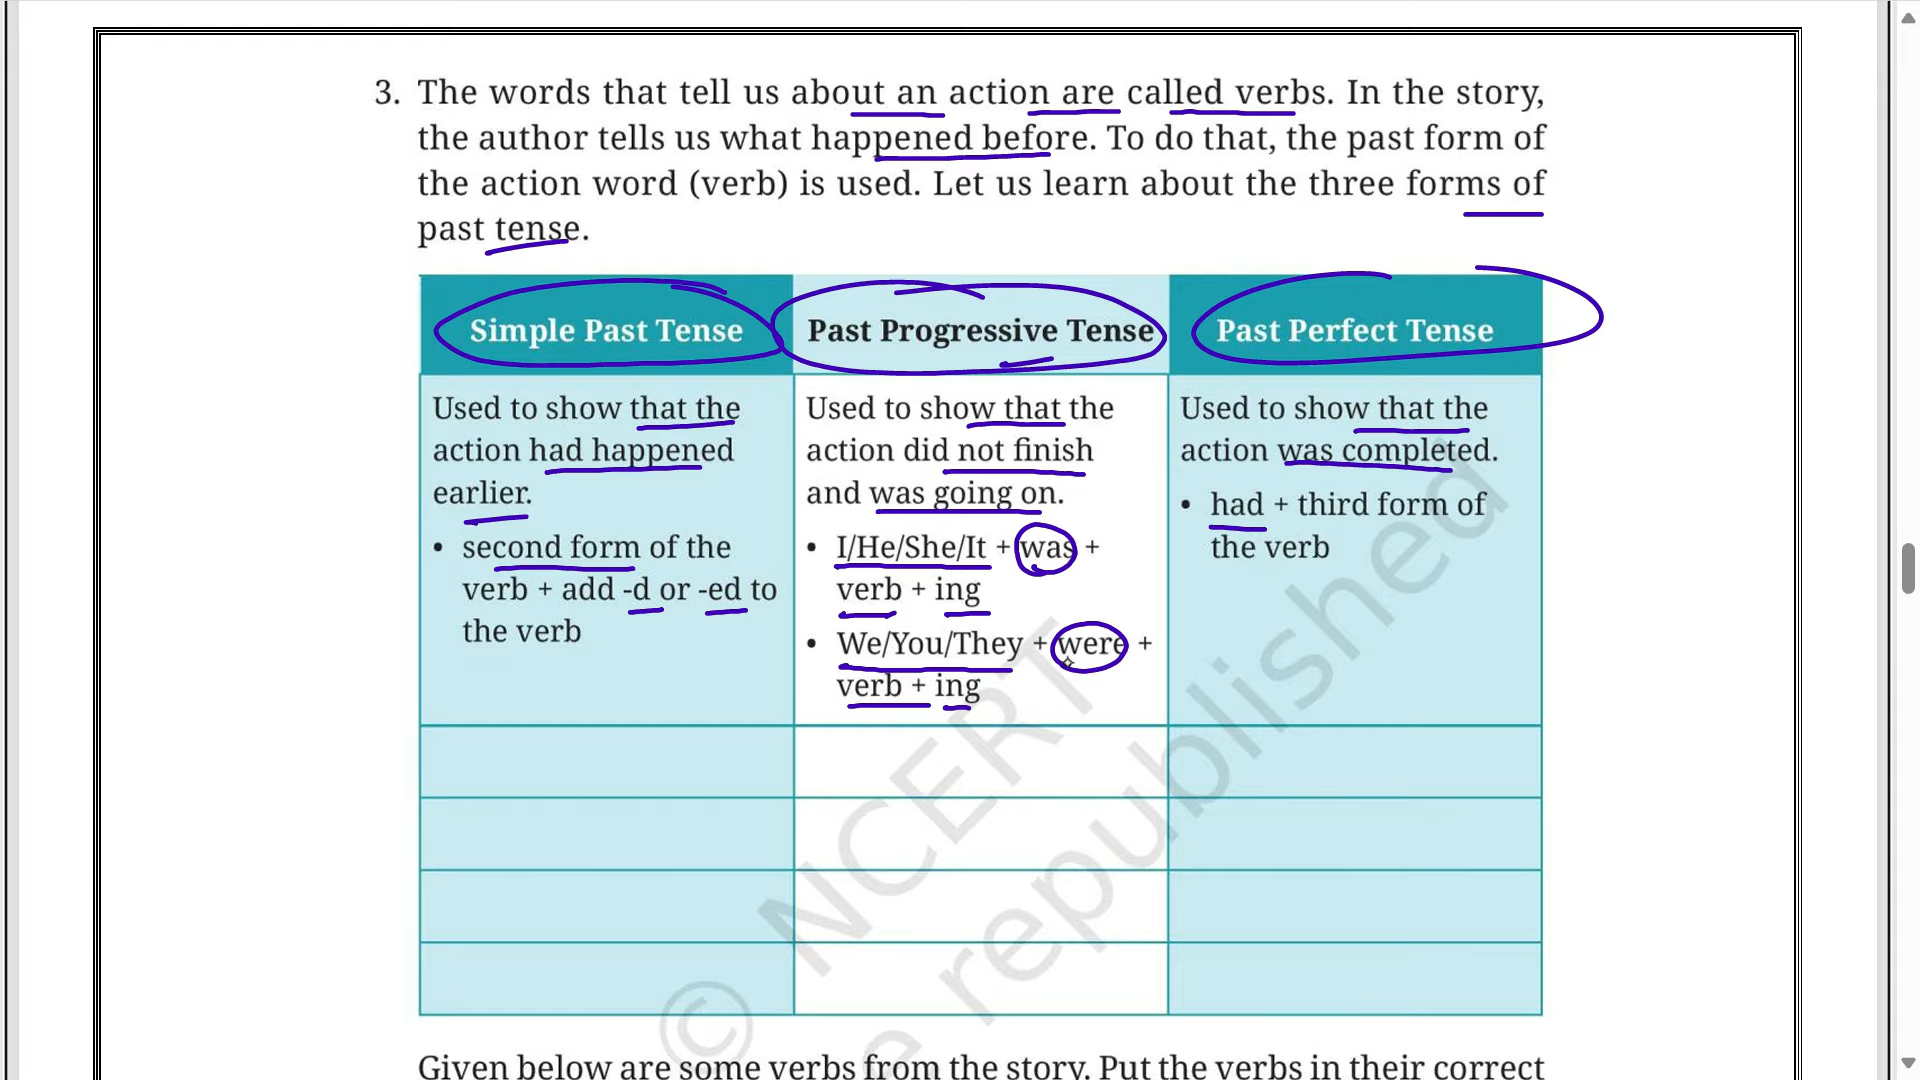 3. The words that tell us about an action are called verbs. In the story,
the author tells us what happened before. To do that, the past form of
the action word (verb) is used. Let us learn about the three forms of
past tense.
Simple Past Tense
Past Progressive Tense
Past Perfect Tense
Used to show that the
action had happened
earlier.
• second form of the
verb + add -d or -ed to
the verb
Used to show that the
action did not finish
and was going on.
• I/He/She/It + was +
verb + ing
• We/You/They + were +
verb + ing
Used to show that the
action was completed.
• had + third form of
the verb
© NCERT
e republished
Given below are some verbs from the story. Put the verbs in their correct